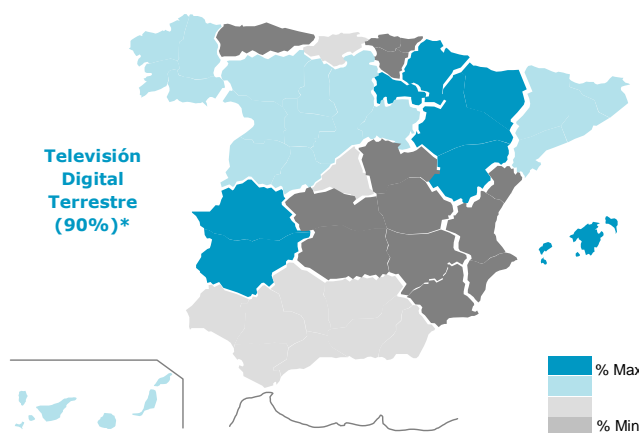 Televisión
Digital
Terrestre
(90%)*
% Max
% Min